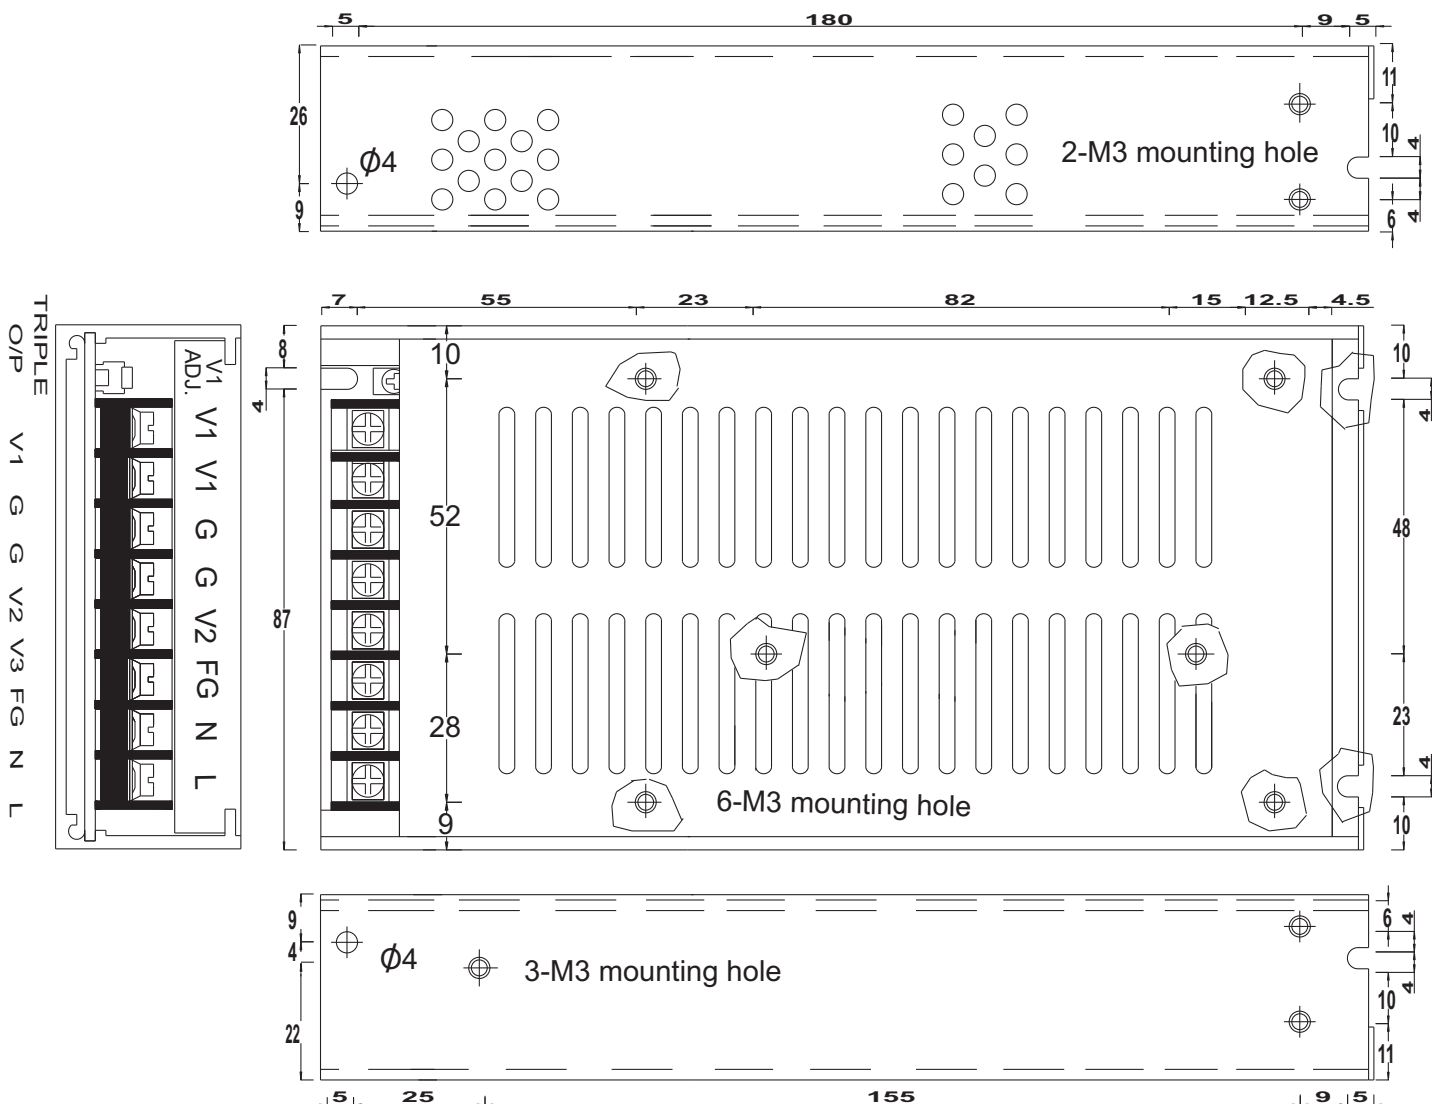 5 180 9 5
26
9
ϕ4
2-M3 mounting hole
11
10
4
6
4
7 55 23 82 15 12.5 4.5
TRIPLE
O/P
V1
G
G
V2
V3
FG
N
L
V1
ADJ.
V1
V1
G
G
V2
FG
N
L
8
4
87
10
52
28
9
6-M3 mounting hole
10
4
48
23
4
10
9
4
22
ϕ4
3-M3 mounting hole
6
4
4
10
11
5 25 155 9 5